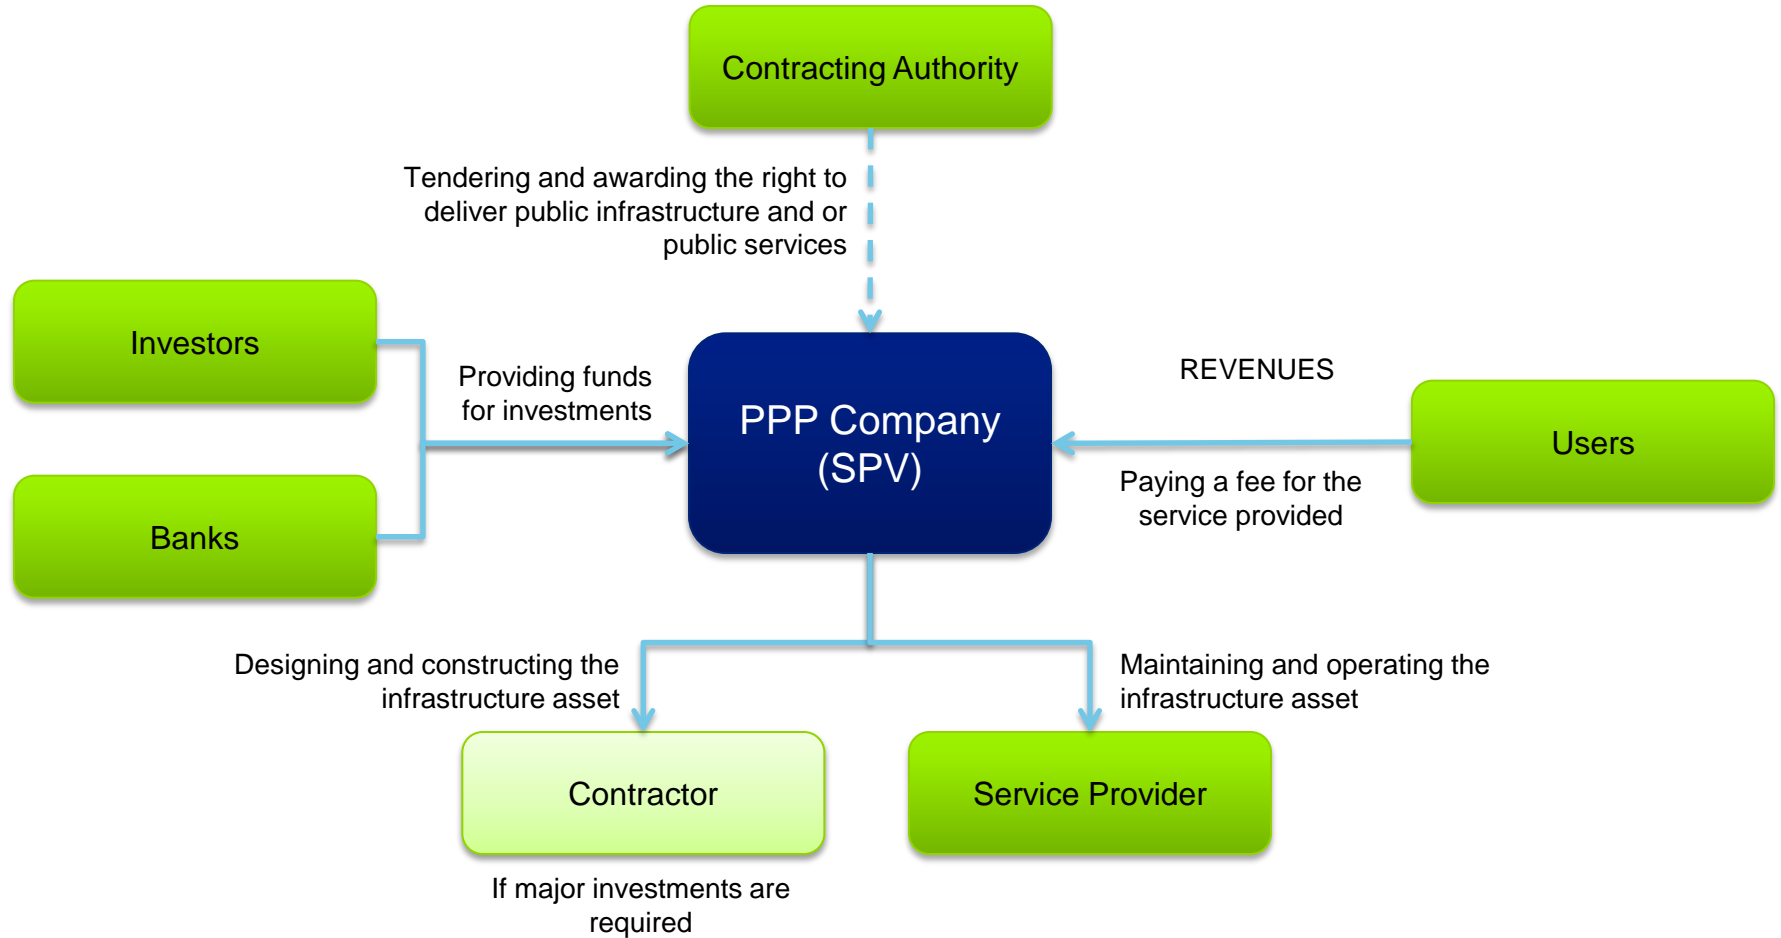 Contracting Authority
Tendering and awarding the right to
deliver public infrastructure and or
public services
Investors
Providing funds
for investments
Banks
PPP Company
(SPV)
REVENUES
Users
Paying a fee for the
service provided
Designing and constructing the
infrastructure asset
Maintaining and operating the
infrastructure asset
Contractor
Service Provider
If major investments are
required